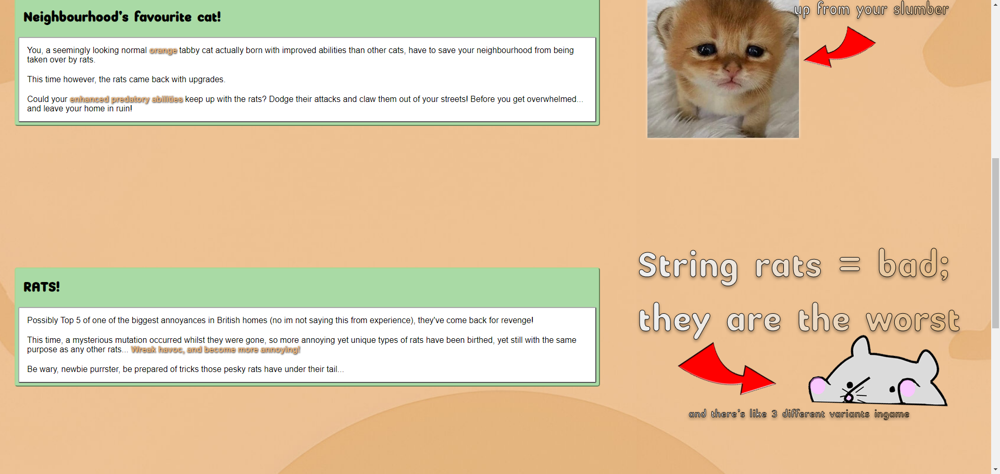 Neighbourhood's favourite cat!
You, a seemingly looking normal orange tabby cat actually born with improved abilities than other cats, have to save your neighbourhood from being
taken over by rats.
This time however, the rats came back with upgrades.
Could your enhanced predatory abilities keep up with the rats? Dodge their attacks and claw them out of your streets! Before you get overwhelmed...
and leave your home in ruin!
up from your slumber
RATS!
Possibly Top 5 of one of the biggest annoyances in British homes (no im not saying this from experience), they've come back for revenge!
This time, a mysterious mutation occurred whilst they were gone, so more annoying yet unique types of rats have been birthed, yet still with the same
purpose as any other rats... Wreak havoc, and become more annoying!
Be wary, newbie purrster, be prepared of tricks those pesky rats have under their tail...
String rats = bad;
they are the worst
and there's like 3 different variants ingame